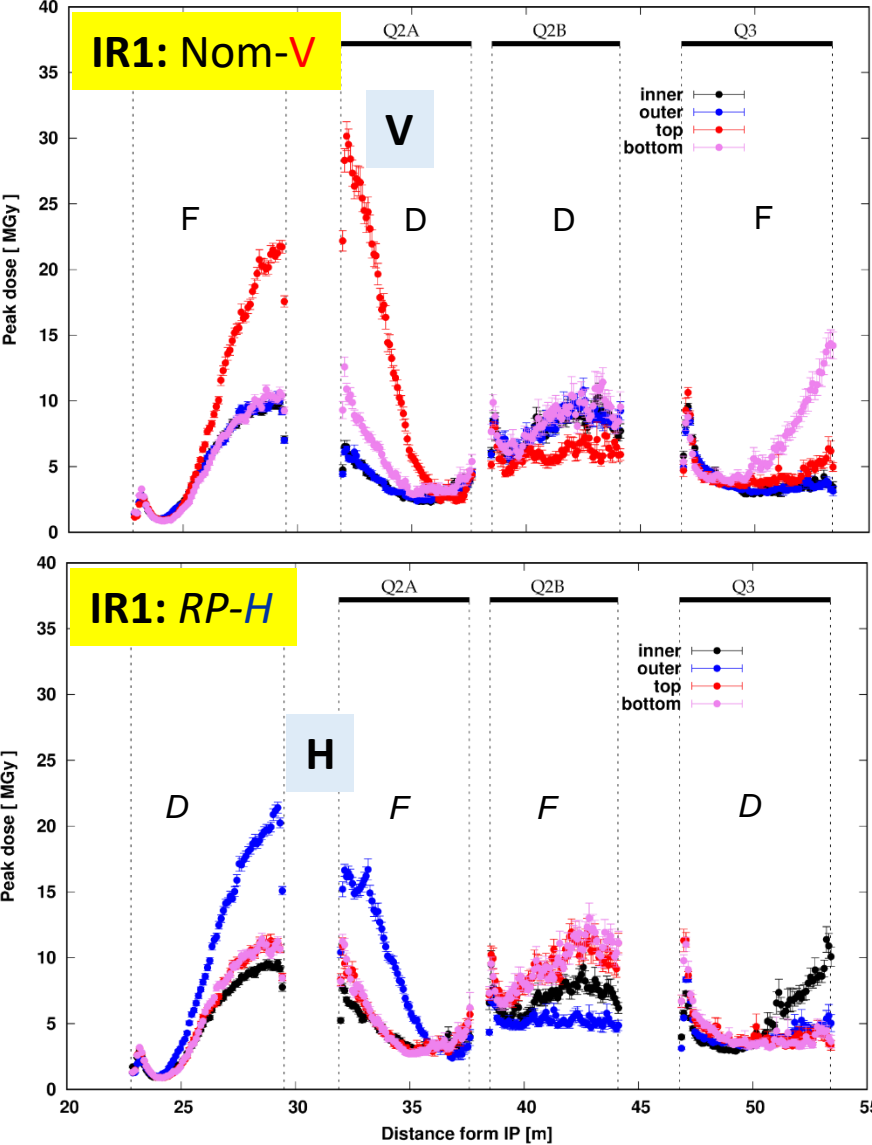 40
35
30
25
20
15
10
5
0
Peak dose [ MGy ]
IR1: Nom-V
Q2A
Q2B
Q3
inner
outer
top
bottom
V
F
D
D
F
40
35
30
25
20
15
10
5
0
Peak dose [ MGy ]
IR1: RP-H
Q2A
Q2B
Q3
inner
outer
top
bottom
H
D
F
F
D
20
25
30
35
40
45
50
55
Distance form IP [m]